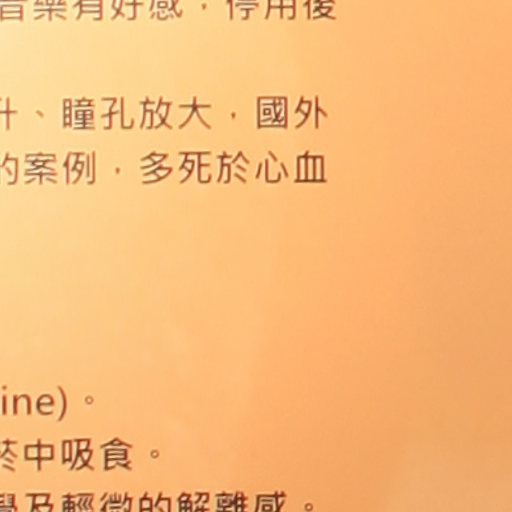 音樂有好感，停用後
升、瞳孔放大，國外
的案例，多死於心血
ine)。
菸中吸食。
覺及輕微的解離感。